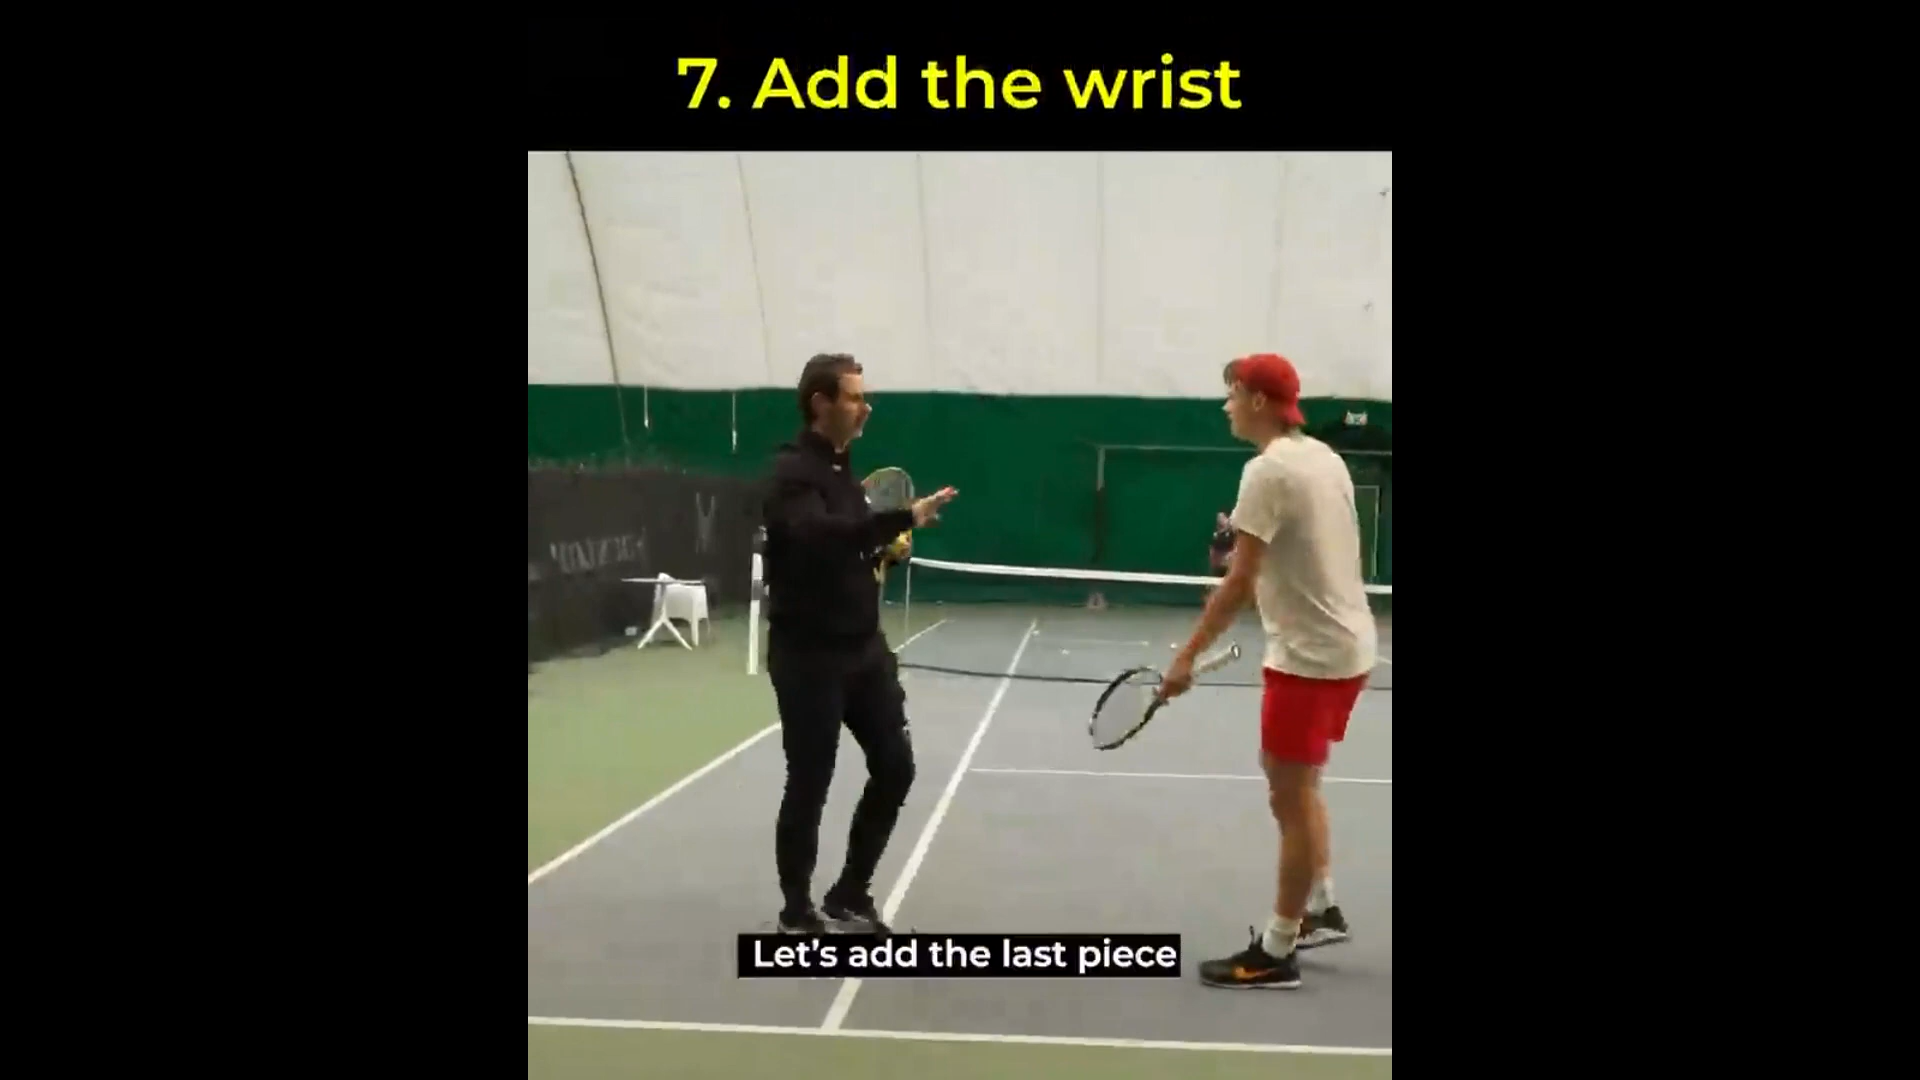 7. Add the wrist
Let's add the last piece